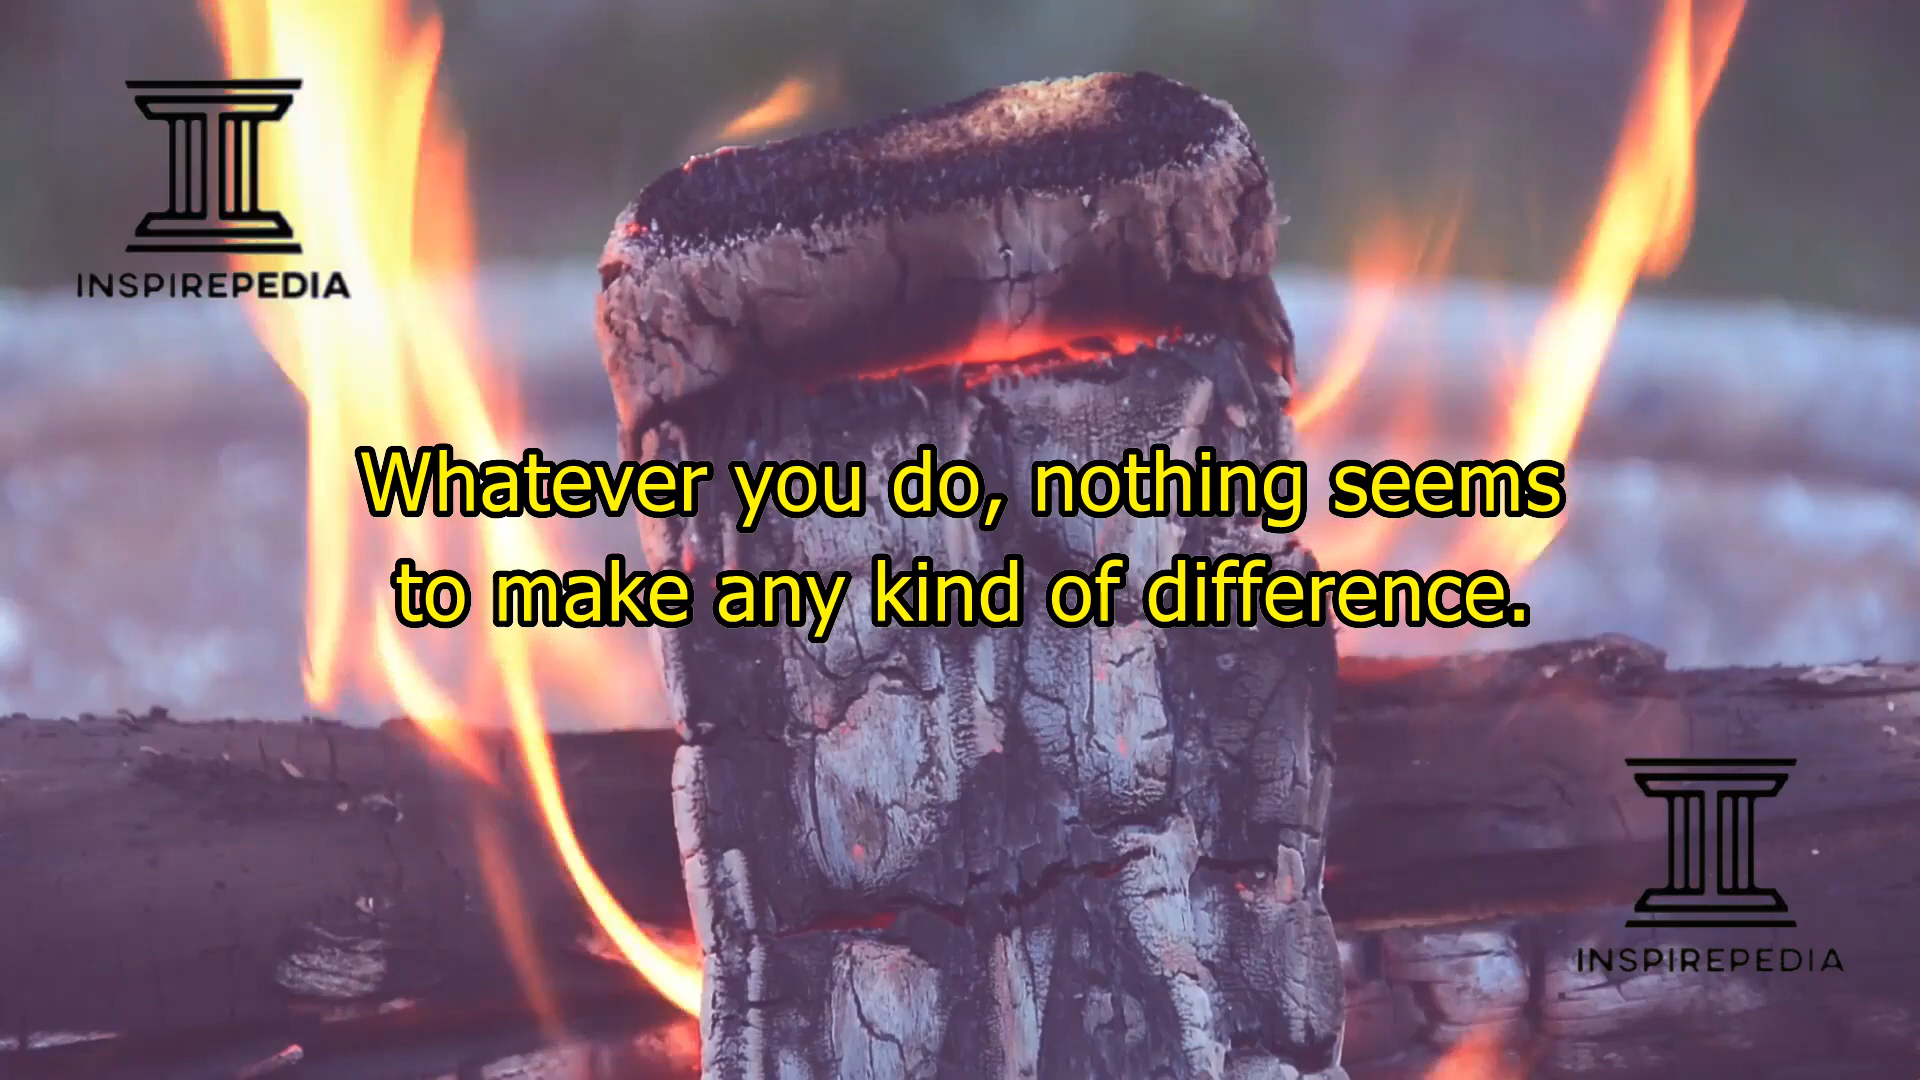 INSPIREPEDIA
Whatever you do, nothing seems
to make any kind of difference.
INSPIREPEDIA